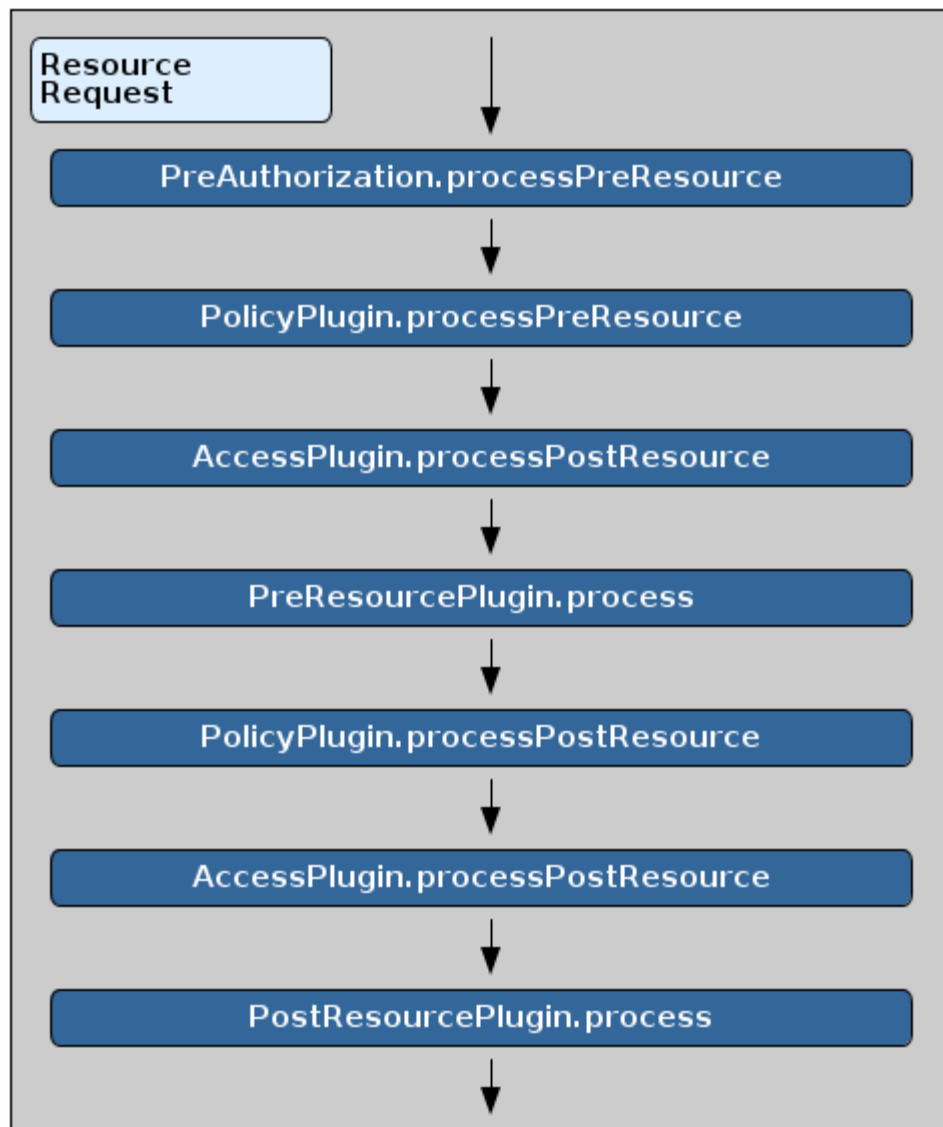 Resource
Request
PreAuthorization.processPreResource
PolicyPlugin.processPreResource
AccessPlugin.processPostResource
PreResourcePlugin.process
PolicyPlugin.processPostResource
AccessPlugin.processPostResource
PostResourcePlugin.process